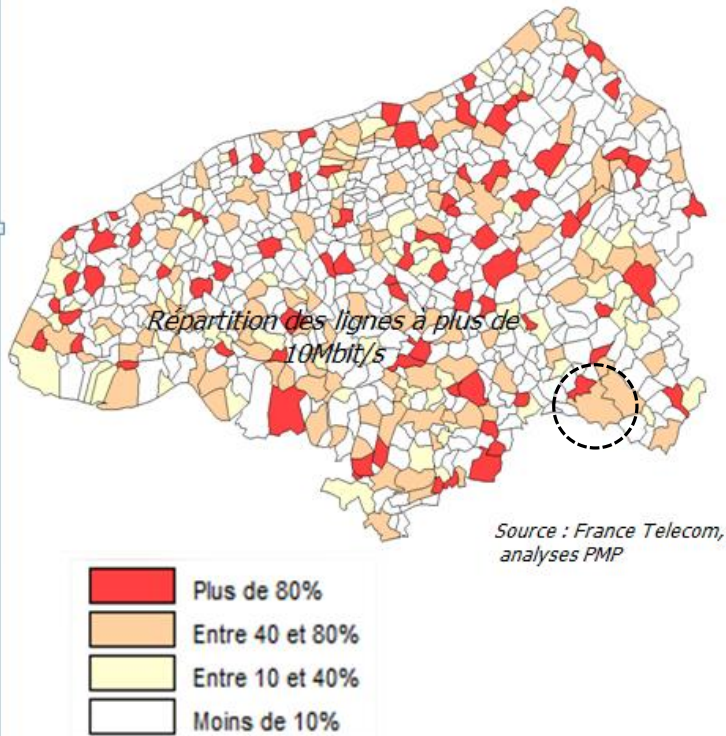 Répartition des lignes à plus de
10Mbit/s
Source : France Telecom,
analyses PMP
Plus de 80%
Entre 40 et 80%
Entre 10 et 40%
Moins de 10%